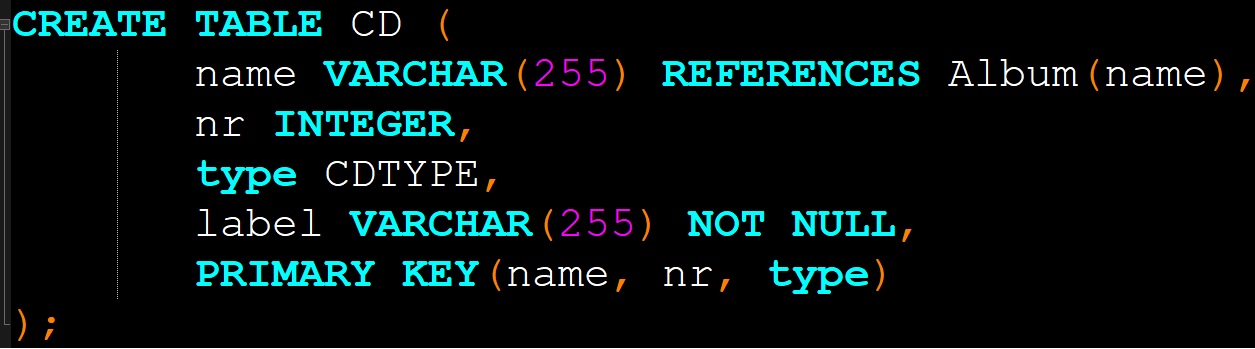 CREATE TABLE CD (
name VARCHAR(255) REFERENCES Album(name),
nr INTEGER,
type CDTYPE,
label VARCHAR(255) NOT NULL,
PRIMARY KEY(name, nr, type)
);